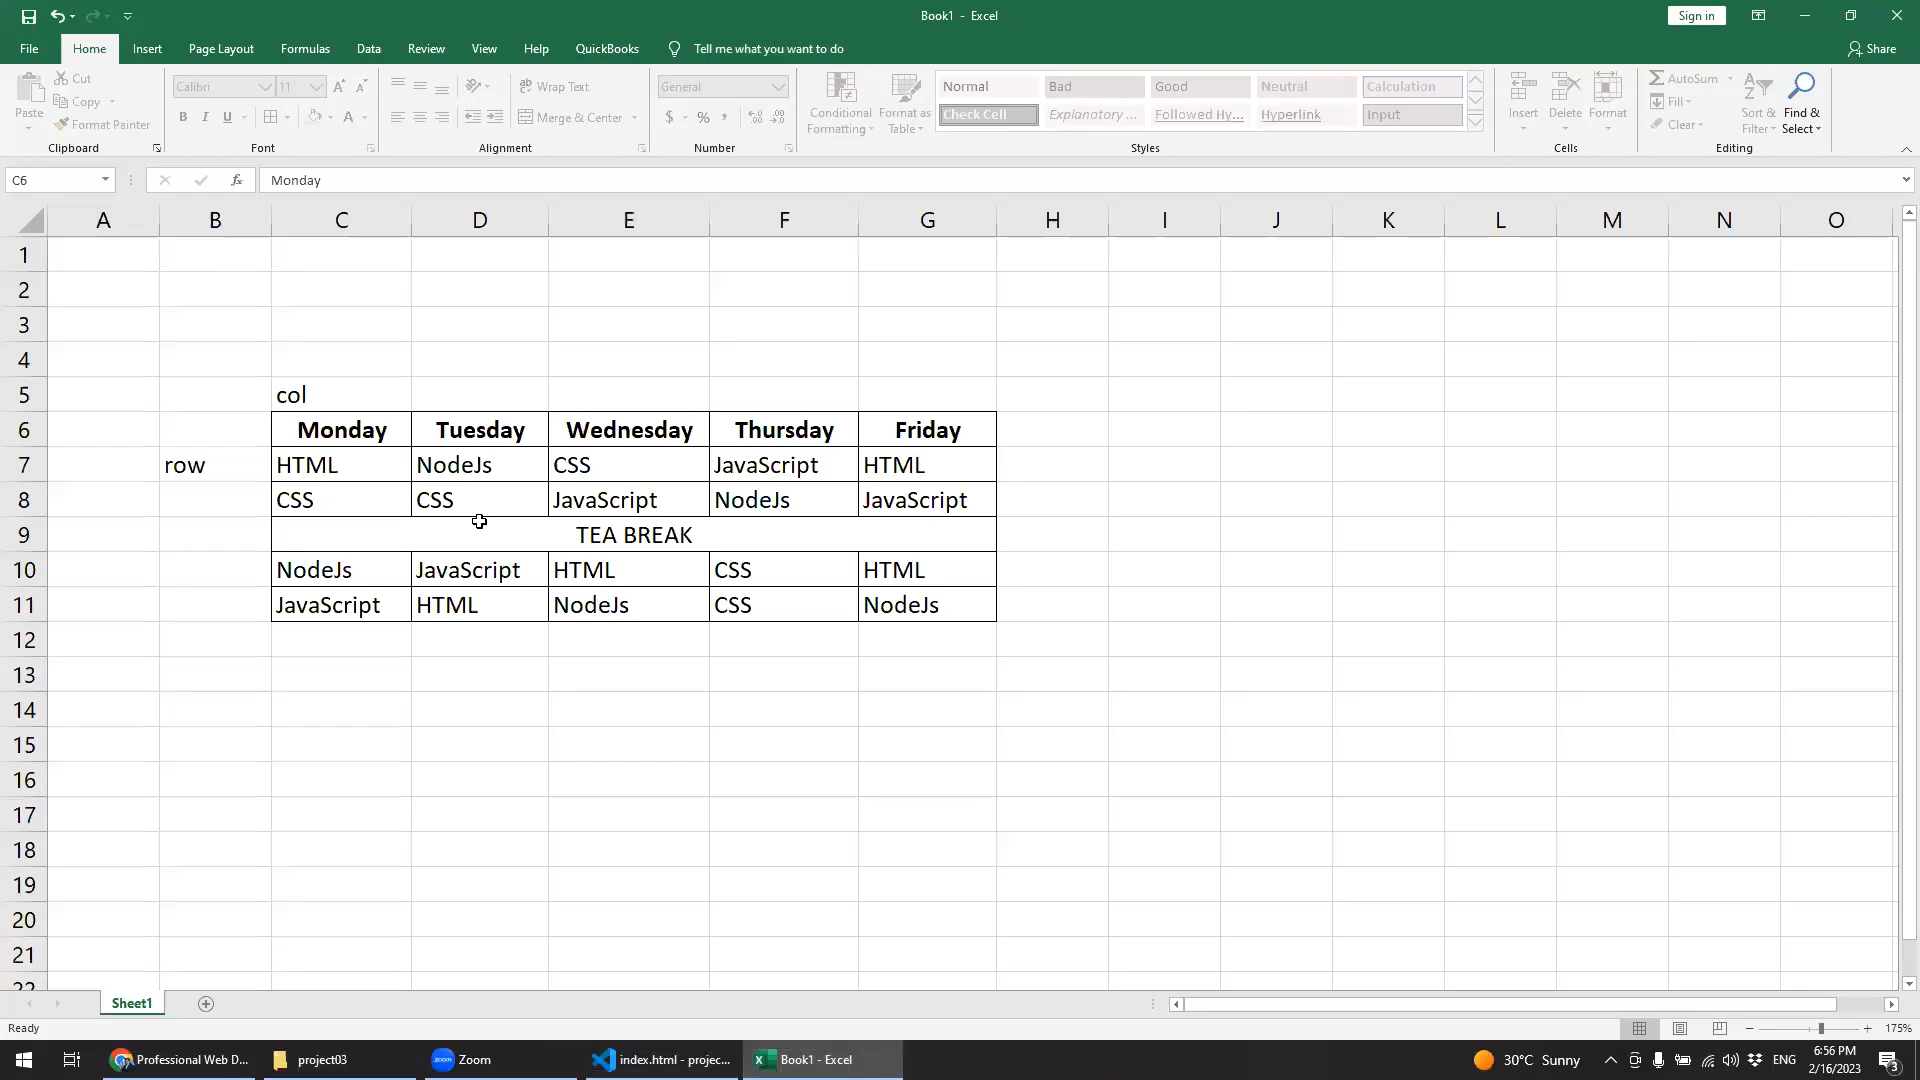 Book1 - Excel
Sign in
File Home Insert Page Layout Formulas Data Review View Help QuickBooks Tell me what you want to do Share
Paste Cut Copy Format Painter
Clipboard
Calibri 11 A A
B I U A
Font
Wrap Text
Merge & Center
Alignment
General
$ % , .00 .0
Number
Conditional Formatting Format as Table
Normal Bad Good Neutral Calculation
Check Cell Explanatory ... Followed Hy... Hyperlink Input
Styles
Insert Delete Format
Cells
AutoSum Fill Clear Sort & Filter Find & Select
Editing
C6 fx Monday
A B C D E F G H I J K L M N O
1
2
3
4
5 col
6 Monday Tuesday Wednesday Thursday Friday
7 row HTML NodeJs CSS JavaScript HTML
8 CSS CSS JavaScript NodeJs JavaScript
9 TEA BREAK
10 NodeJs JavaScript HTML CSS HTML
11 JavaScript HTML NodeJs CSS NodeJs
12
13
14
15
16
17
18
19
20
21
22
Sheet1
Ready 175%
Professional Web D... project03 Zoom index.html - projec... Book1 - Excel 30°C Sunny ENG 6:56 PM
2/16/2023 3